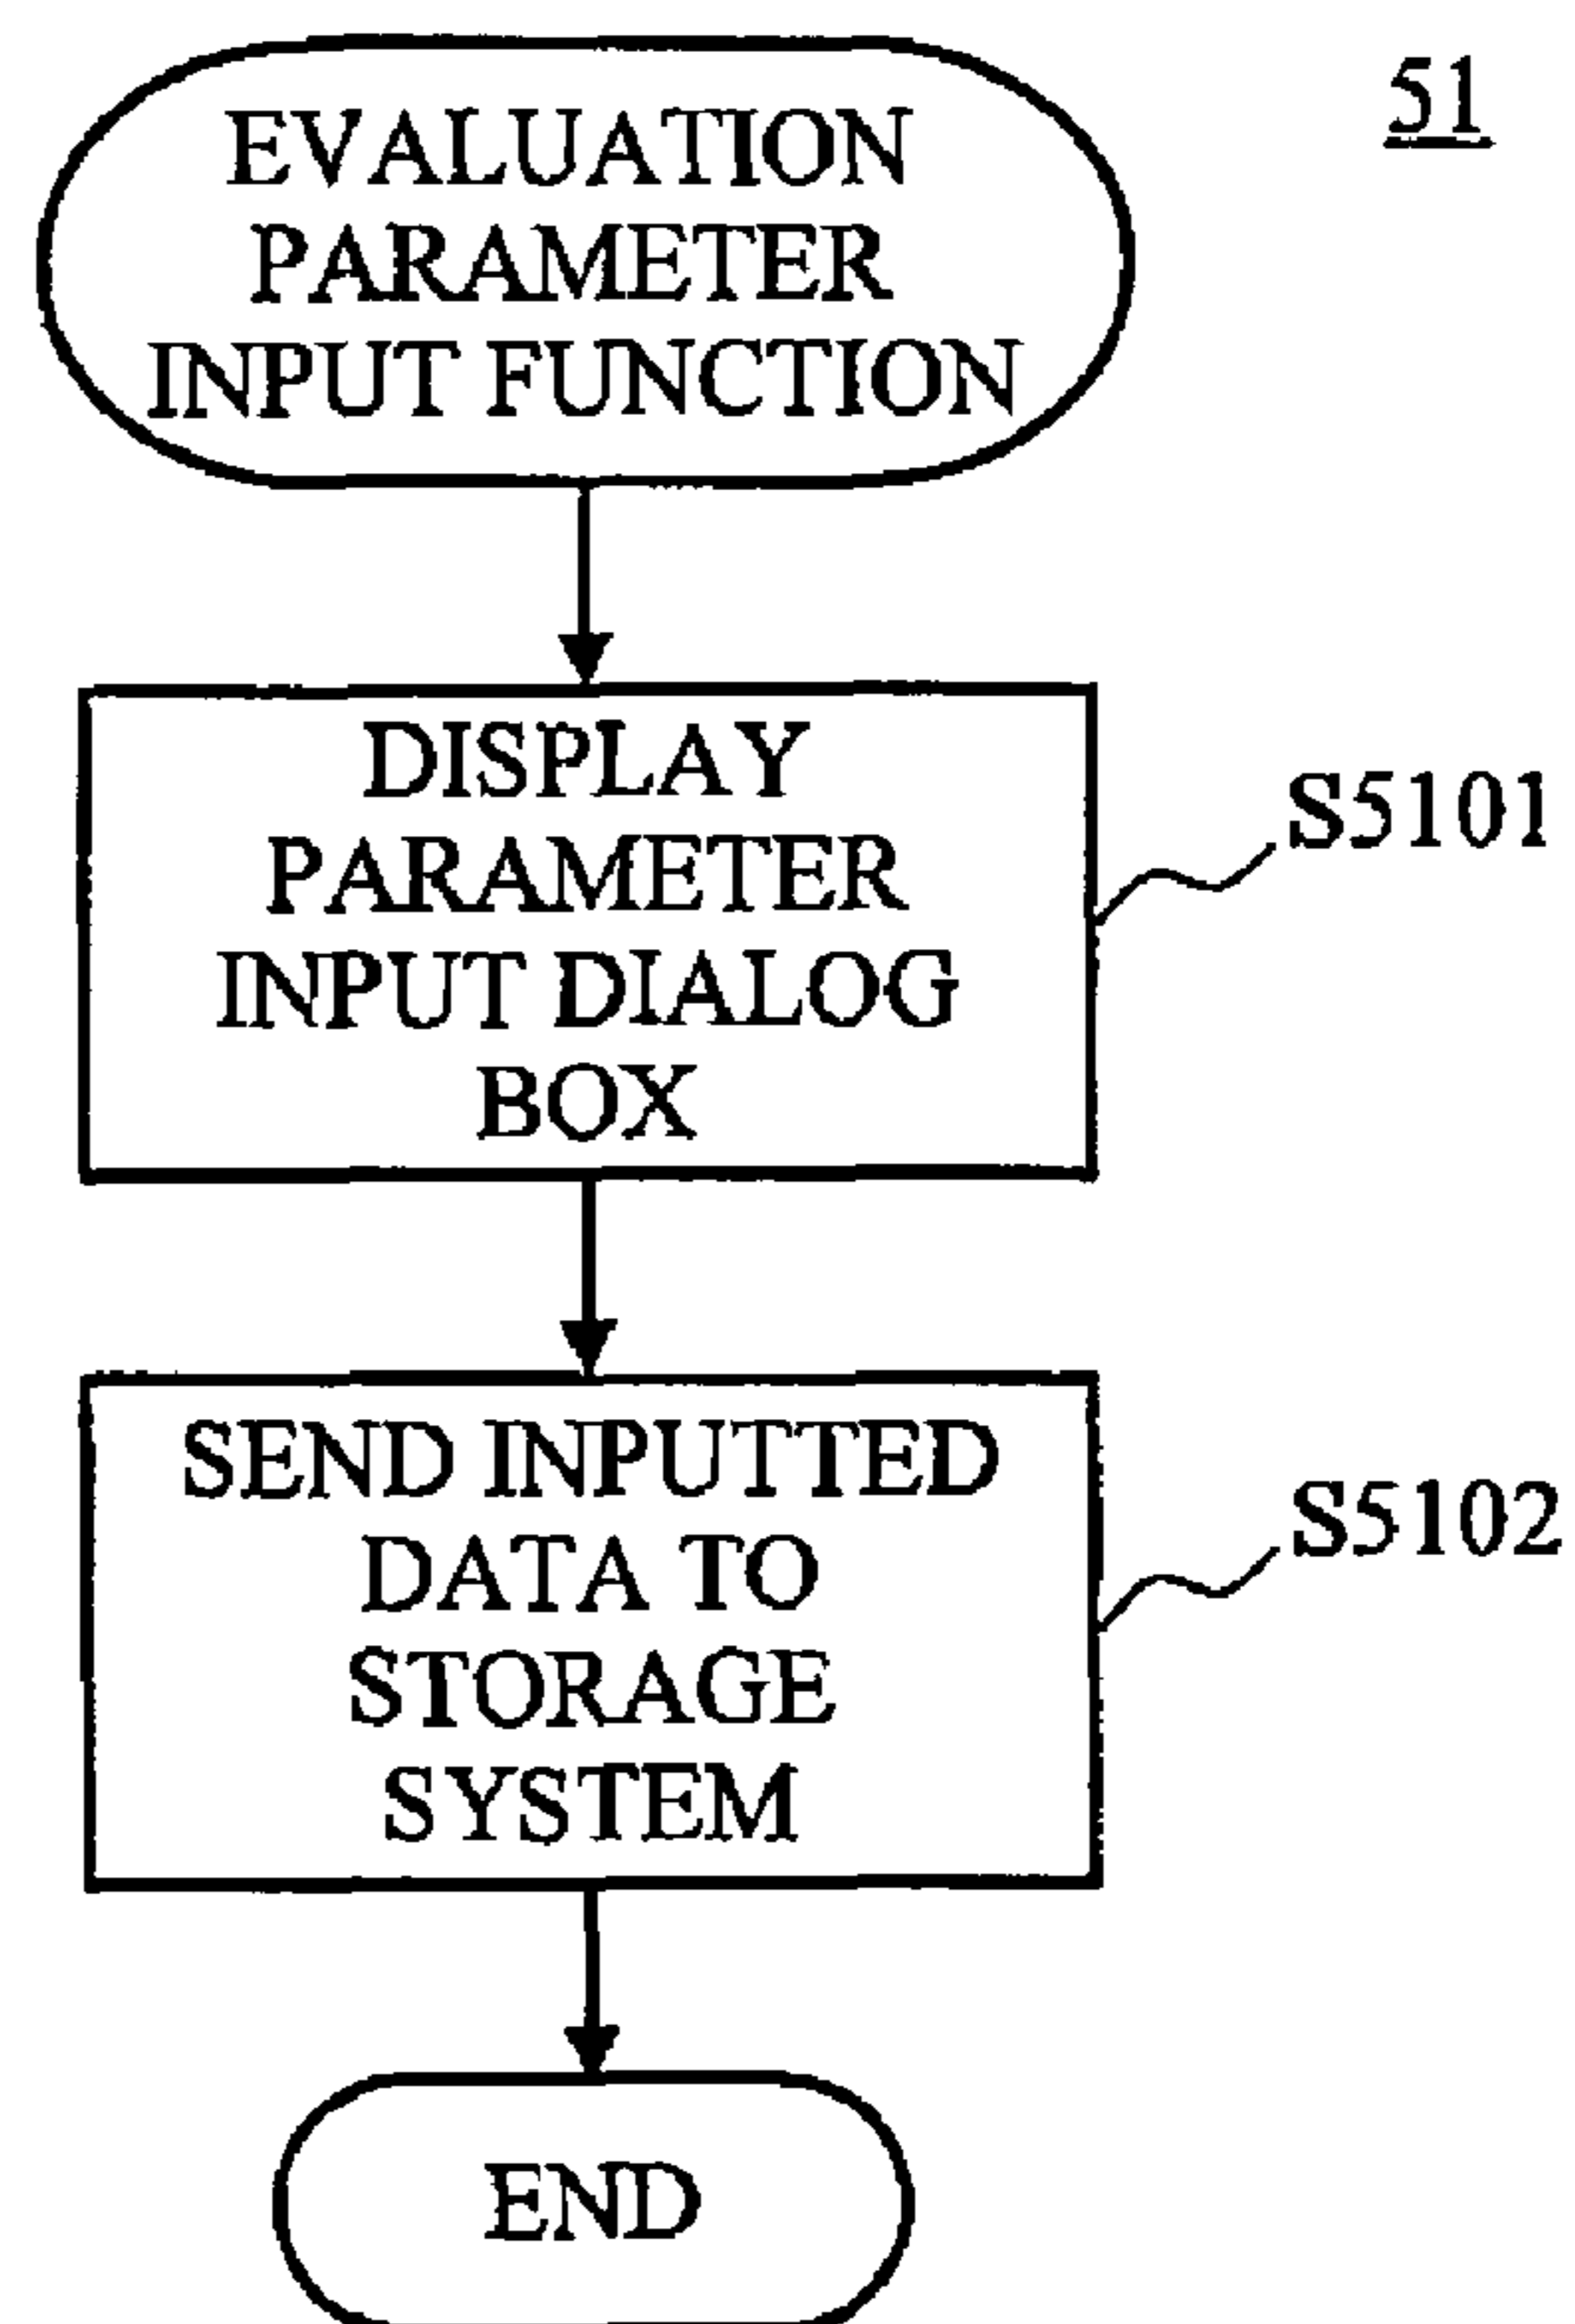 51
EVALUATION
PARAMETER
INPUT FUNCTION
DISPLAY
PARAMETER
INPUT DIALOG
BOX
S5101
SEND INPUTTED
DATA TO
STORAGE
SYSTEM
S5102
END